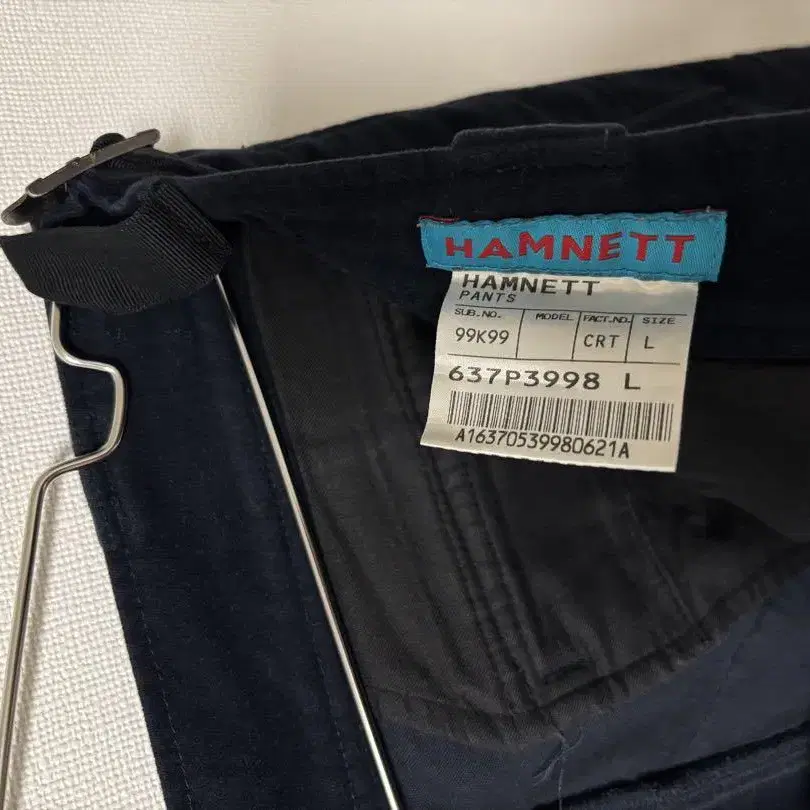 HAMNETT
HAMNETT
PANTS
SUB.NO. MODEL FACT.NO. SIZE
99K99 CRT L
637P3998 L
A16370539980621A